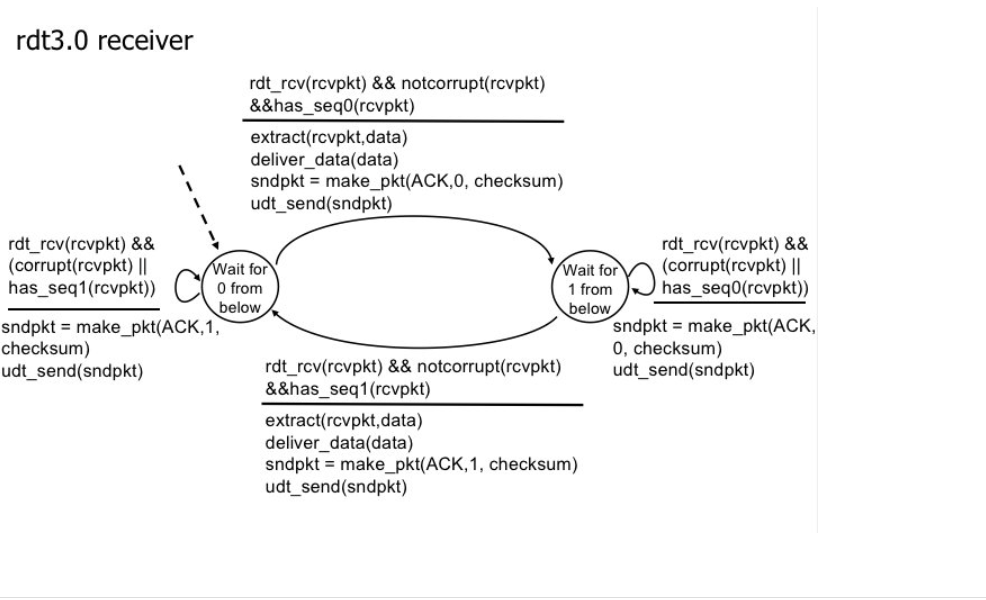 rdt3.0 receiver
rdt_rcv(rcvpkt) && notcorrupt(rcvpkt)
&&has_seq0(rcvpkt)
extract(rcvpkt,data)
deliver_data(data)
sndpkt = make_pkt(ACK,0, checksum)
udt_send(sndpkt)
rdt_rcv(rcvpkt) &&
(corrupt(rcvpkt) ||
has_seq1(rcvpkt))
sndpkt = make_pkt(ACK,1,
checksum)
udt_send(sndpkt)
Wait for
0 from
below
Wait for
1 from
below
rdt_rcv(rcvpkt) &&
(corrupt(rcvpkt) ||
has_seq0(rcvpkt))
sndpkt = make_pkt(ACK,
0, checksum)
udt_send(sndpkt)
rdt_rcv(rcvpkt) && notcorrupt(rcvpkt)
&&has_seq1(rcvpkt)
extract(rcvpkt,data)
deliver_data(data)
sndpkt = make_pkt(ACK,1, checksum)
udt_send(sndpkt)